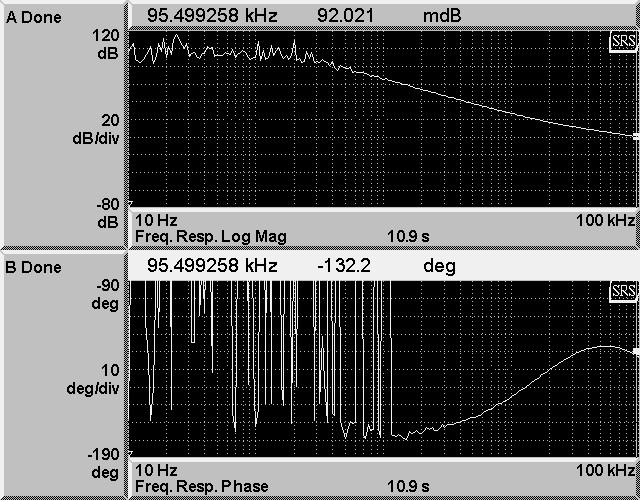 A Done 95.499258 kHz 92.021 mdB
120
dB
SRS
20
dB/div
-80
dB
10 Hz 100 kHz
Freq. Resp. Log Mag 10.9 s
B Done 95.499258 kHz -132.2 deg
-90
deg
SRS
10
deg/div
-190
deg
10 Hz 100 kHz
Freq. Resp. Phase 10.9 s